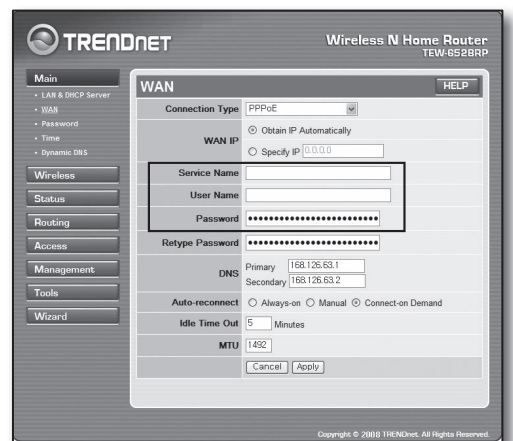 TRENDNET
Wireless N Home Router
TEW-652BRP
Main
• LAN & DHCP Server
• WAN
• Password
• Time
• Dynamic DNS
Wireless
Status
Routing
Access
Management
Tools
Wizard
WAN
HELP
Connection Type PPPoE
WAN IP
Obtain IP Automatically
Specify IP 0.0.0.0
Service Name
User Name
Password ••••••••••••••••••••••••••
Retype Password ••••••••••••••••••••••••••
DNS
Primary 168.126.63.1
Secondary 168.126.63.2
Auto-reconnect Always-on Manual Connect-on Demand
Idle Time Out 5 Minutes
MTU 1492
Cancel Apply
Copyright © 2008 TRENDnet. All Rights Reserved.